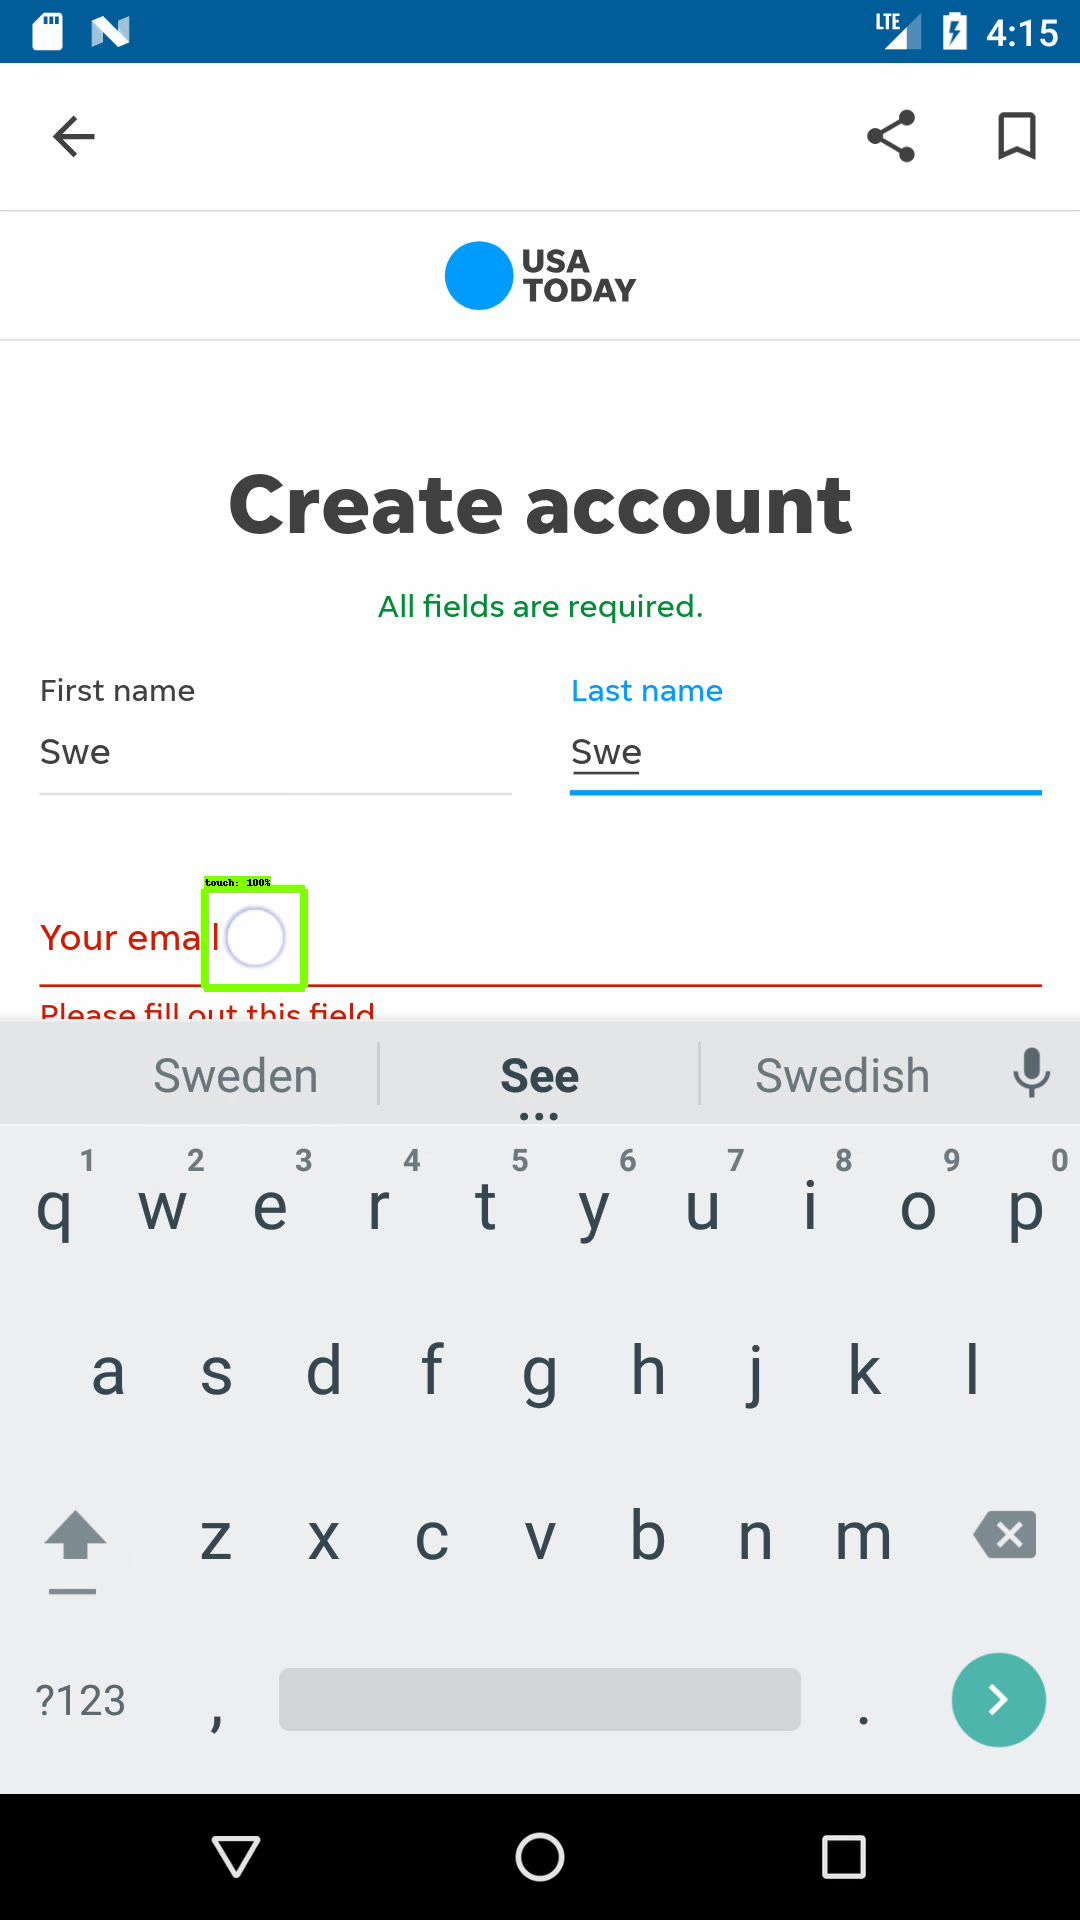 LTE 4:15
USA
TODAY
Create account
All fields are required.
First name Last name
Swe Swe
touch: 100%
Your email
Please fill out this field
Sweden See Swedish
1 2 3 4 5 6 7 8 9 0
q w e r t y u i o p
a s d f g h j k l
z x c v b n m
?123 , .